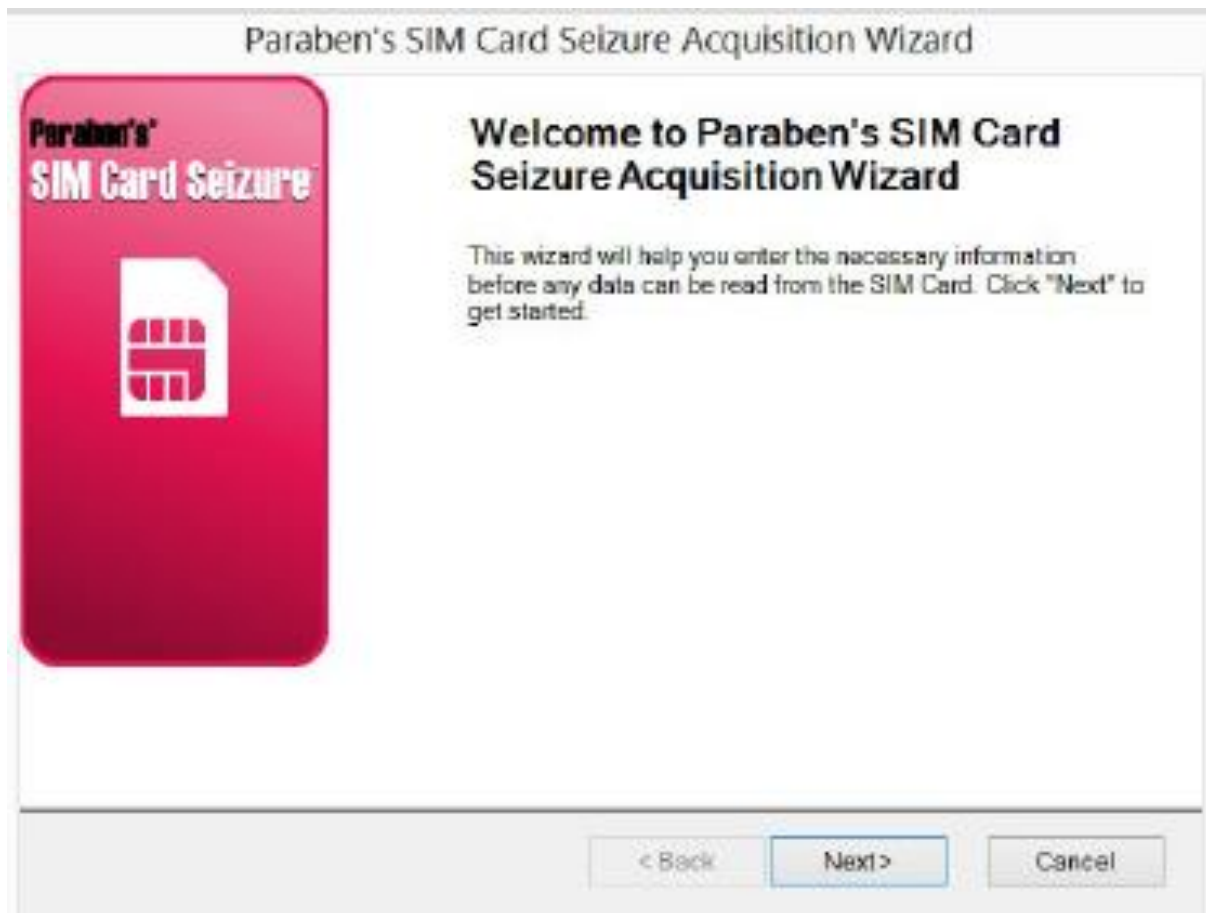 Paraben's SIM Card Seizure Acquisition Wizard
Paraben's®
SIM Card Seizure™
Welcome to Paraben's SIM Card
Seizure Acquisition Wizard
This wizard will help you enter the necessary information
before any data can be read from the SIM Card. Click "Next" to
get started.
< Back
Next >
Cancel